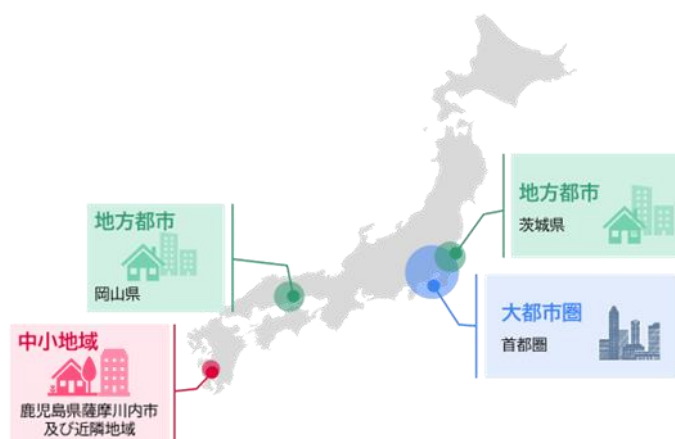 地方都市
茨城県
地方都市
岡山県
大都市圏
首都圏
中小地域
鹿児島県薩摩川内市
及び近隣地域